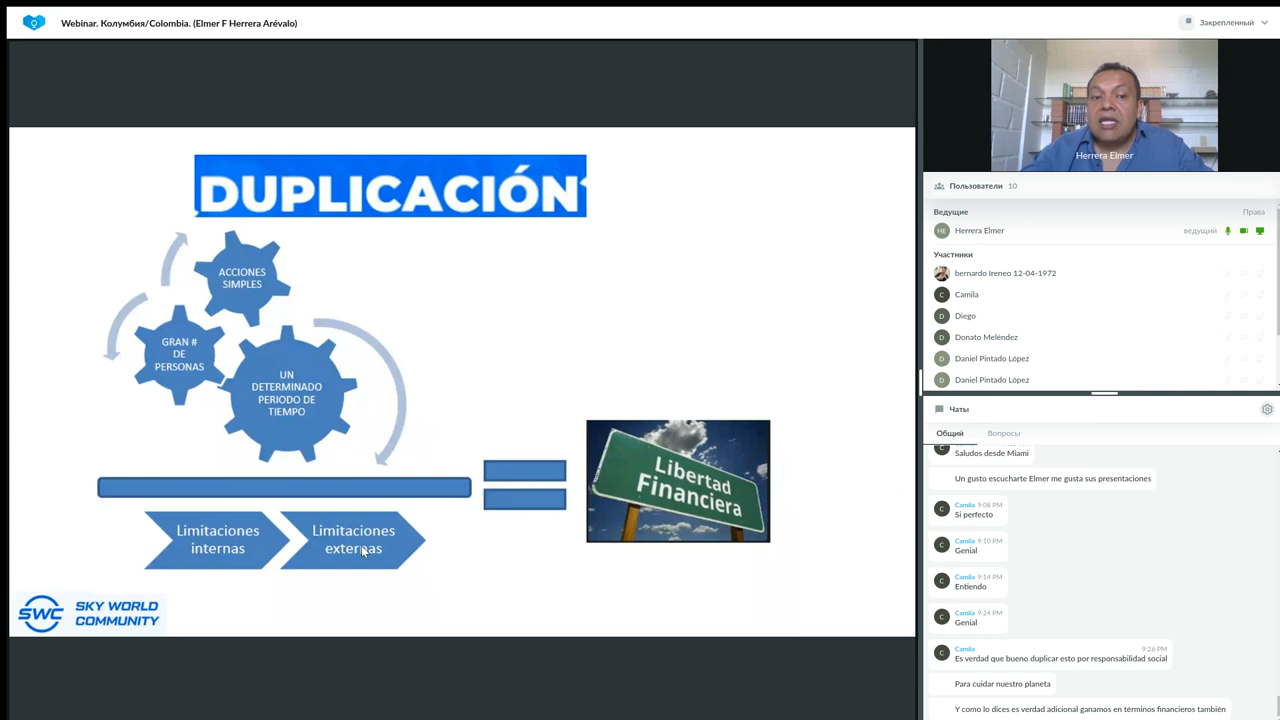 Webinar. Колумбия/Colombia. (Elmer F Herrera Arévalo)
Закрепленный
DUPLICACIÓN
ACCIONES
SIMPLES
GRAN #
DE
PERSONAS
UN
DETERMINADO
PERIODO DE
TIEMPO
Libertad
Financiera
Limitaciones
internas
Limitaciones
externas
SWC
SKY WORLD
COMMUNITY
Herrera Elmer
Пользователи 10
Ведущие
Права
HE
Herrera Elmer
ведущий
Участники
bernardo Ireneo 12-04-1972
C
Camila
D
Diego
D
Donato Meléndez
D
Daniel Pintado López
D
Daniel Pintado López
Чаты
Общий
Вопросы
Saludos desde Miami
Un gusto escucharte Elmer me gusta sus presentaciones
C
Camila 9:08 PM
Si perfecto
C
Camila 9:10 PM
Genial
C
Camila 9:14 PM
Entiendo
C
Camila 9:24 PM
Genial
C
Camila 9:26 PM
Es verdad que bueno duplicar esto por responsabilidad social
Para cuidar nuestro planeta
Y como lo dices es verdad adicional ganamos en términos financieros también